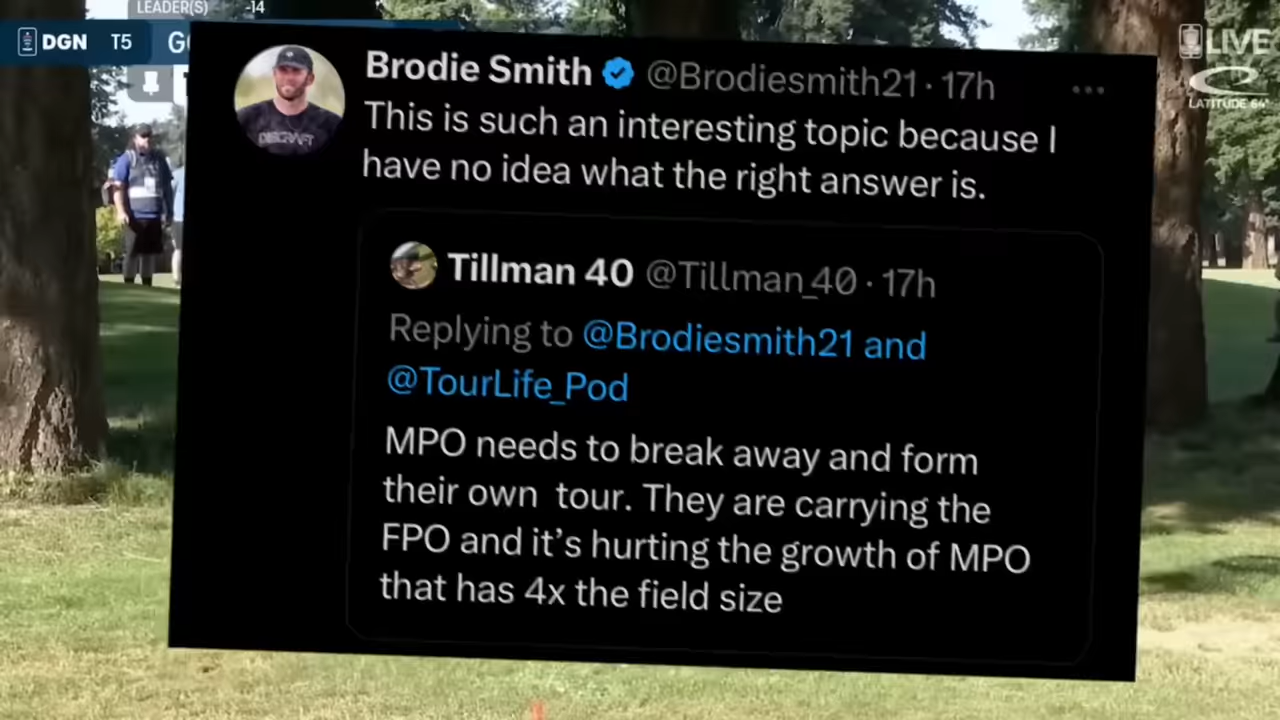 LEADER(S) -14
DGN T5 G
LIVE
LATITUDE 64°
Brodie Smith @Brodiesmith21 · 17h
This is such an interesting topic because I
have no idea what the right answer is.
DISCRAFT
Tillman 40 @Tillman_40 · 17h
Replying to @Brodiesmith21 and
@TourLife_Pod
MPO needs to break away and form
their own tour. They are carrying the
FPO and it's hurting the growth of MPO
that has 4x the field size